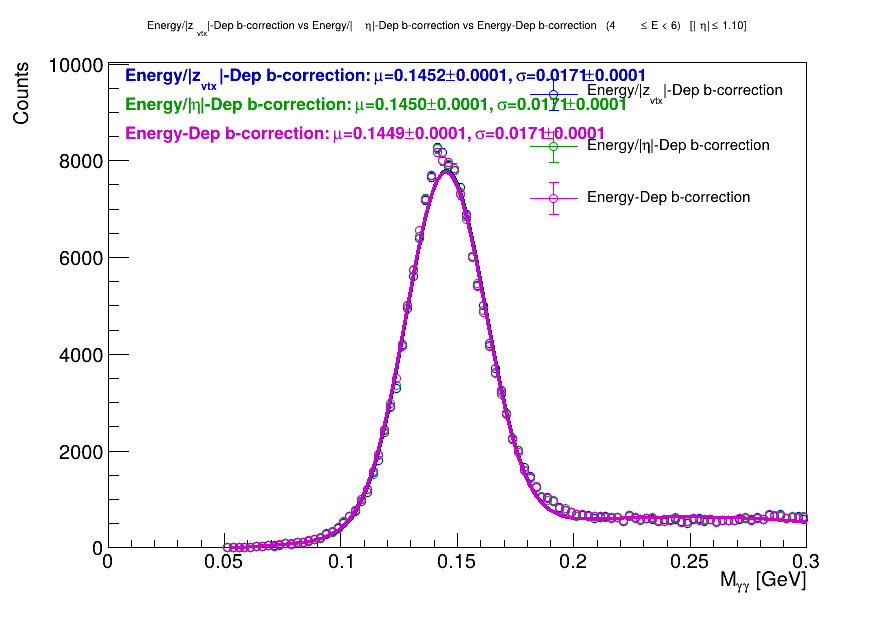 Energy/|z_vtx|-Dep b-correction vs Energy/|η|-Dep b-correction vs Energy-Dep b-correction (4 ≤ E < 6) [| η| ≤ 1.10]
Counts
10000
8000
6000
4000
2000
0
Energy/|z_vtx|-Dep b-correction: μ=0.1452±0.0001, σ=0.0171±0.0001
Energy/|η|-Dep b-correction: μ=0.1450±0.0001, σ=0.0171±0.0001
Energy-Dep b-correction: μ=0.1449±0.0001, σ=0.0171±0.0001
Energy/|z_vtx|-Dep b-correction
Energy/|η|-Dep b-correction
Energy-Dep b-correction
0 0.05 0.1 0.15 0.2 0.25 0.3
M_γγ [GeV]